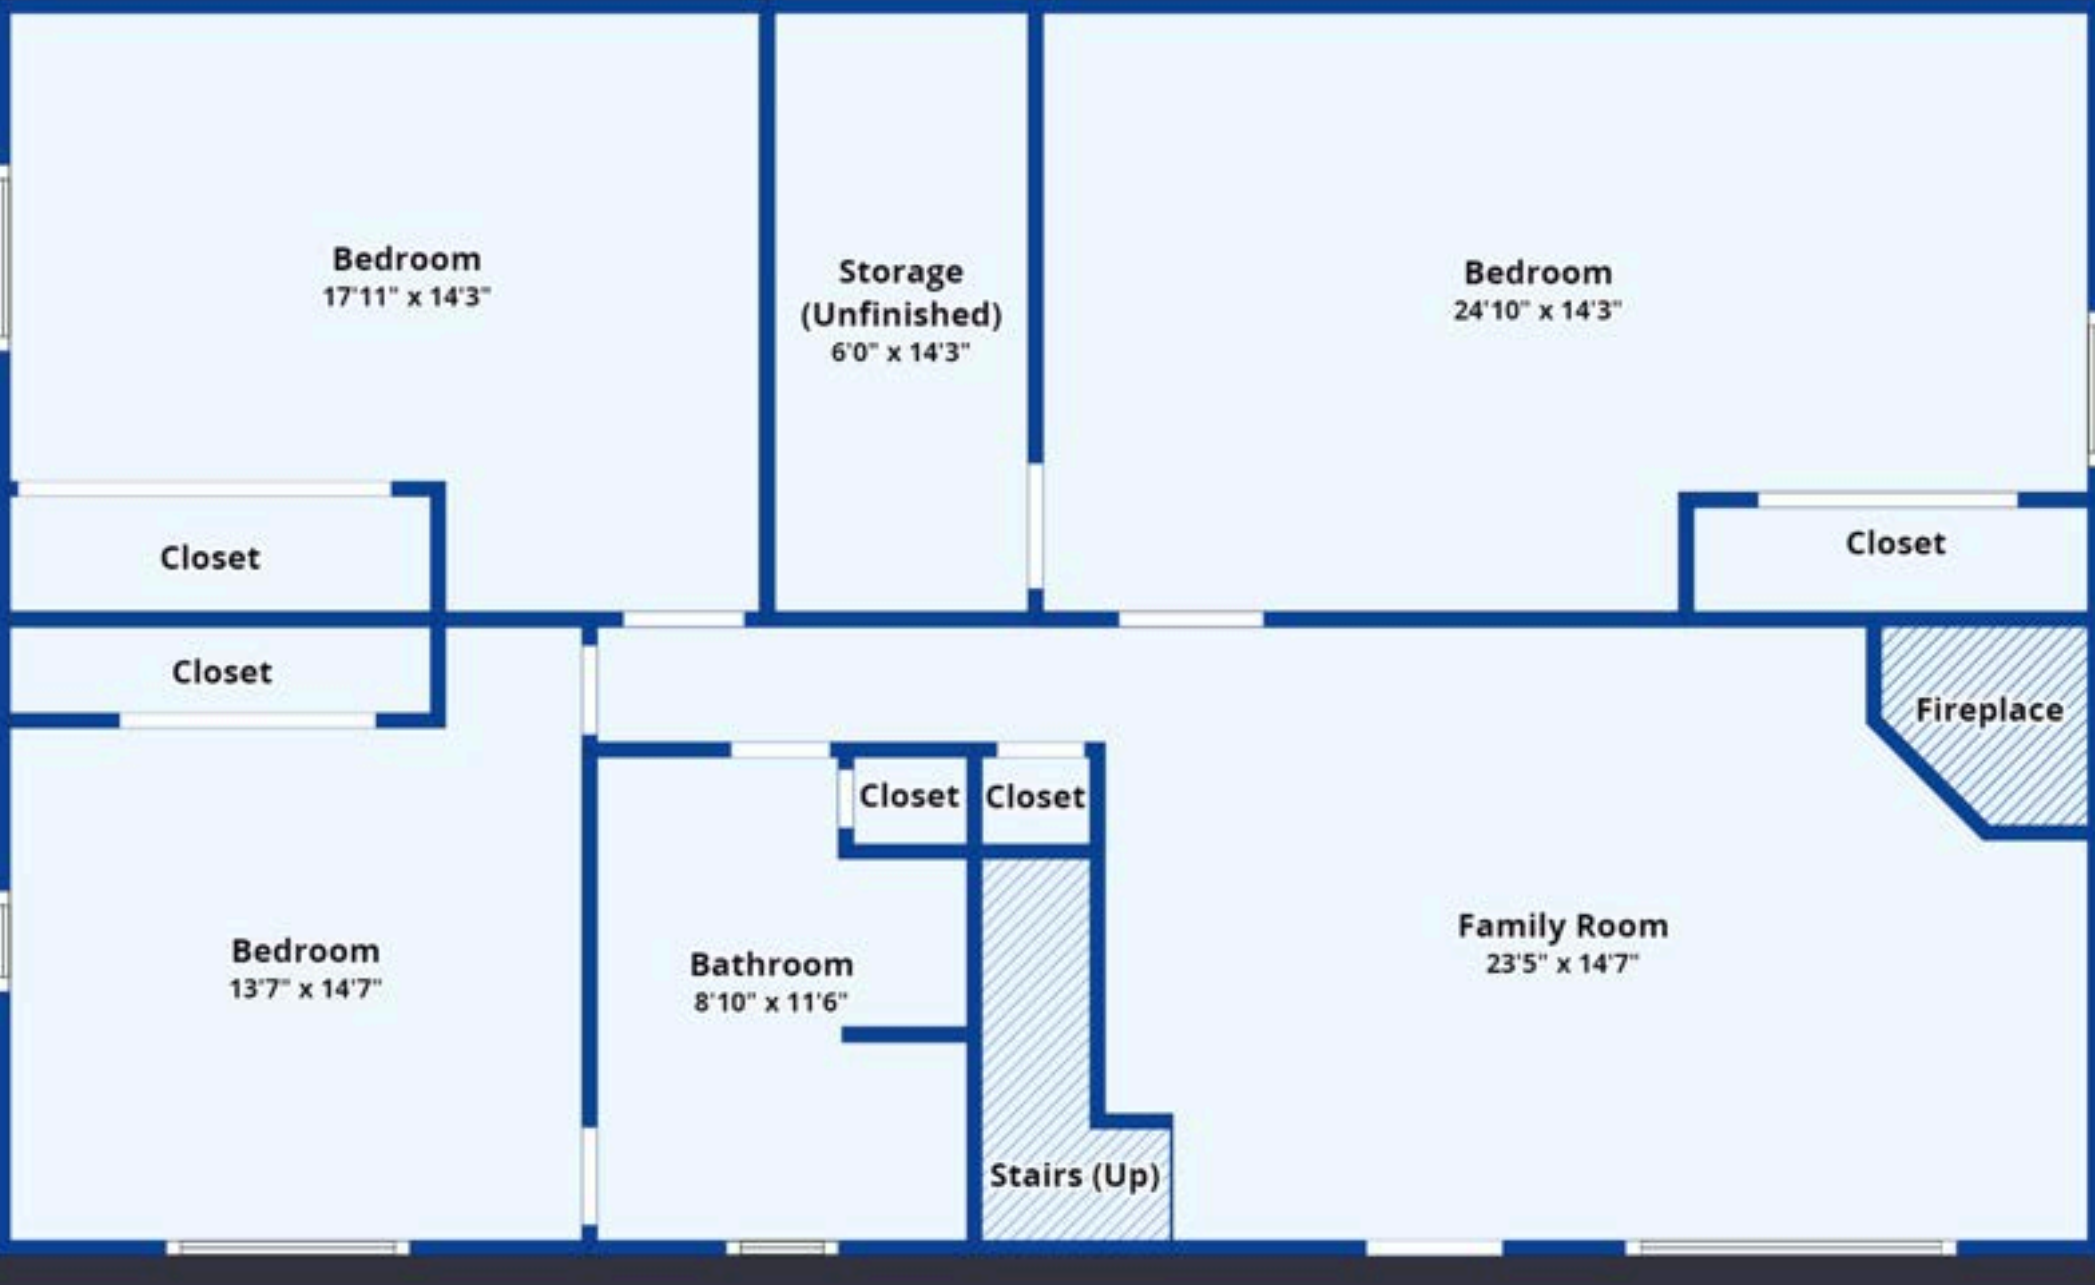 Bedroom
17'11" x 14'3"
Storage
(Unfinished)
6'0" x 14'3"
Bedroom
24'10" x 14'3"
Closet
Closet
Closet
Fireplace
Closet
Closet
Bedroom
13'7" x 14'7"
Bathroom
8'10" x 11'6"
Family Room
23'5" x 14'7"
Stairs (Up)